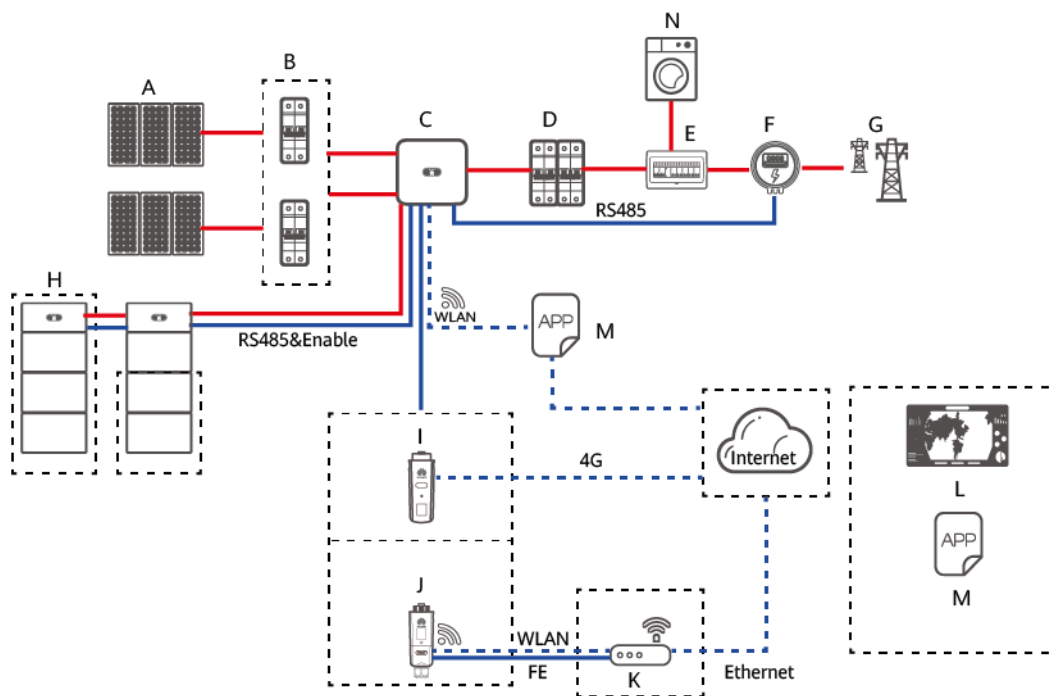 N
A
B
C
D
E
F
G
RS485
H
WLAN
APP
M
RS485&Enable
I
4G
Internet
L
APP
J
M
WLAN
FE
K
Ethernet